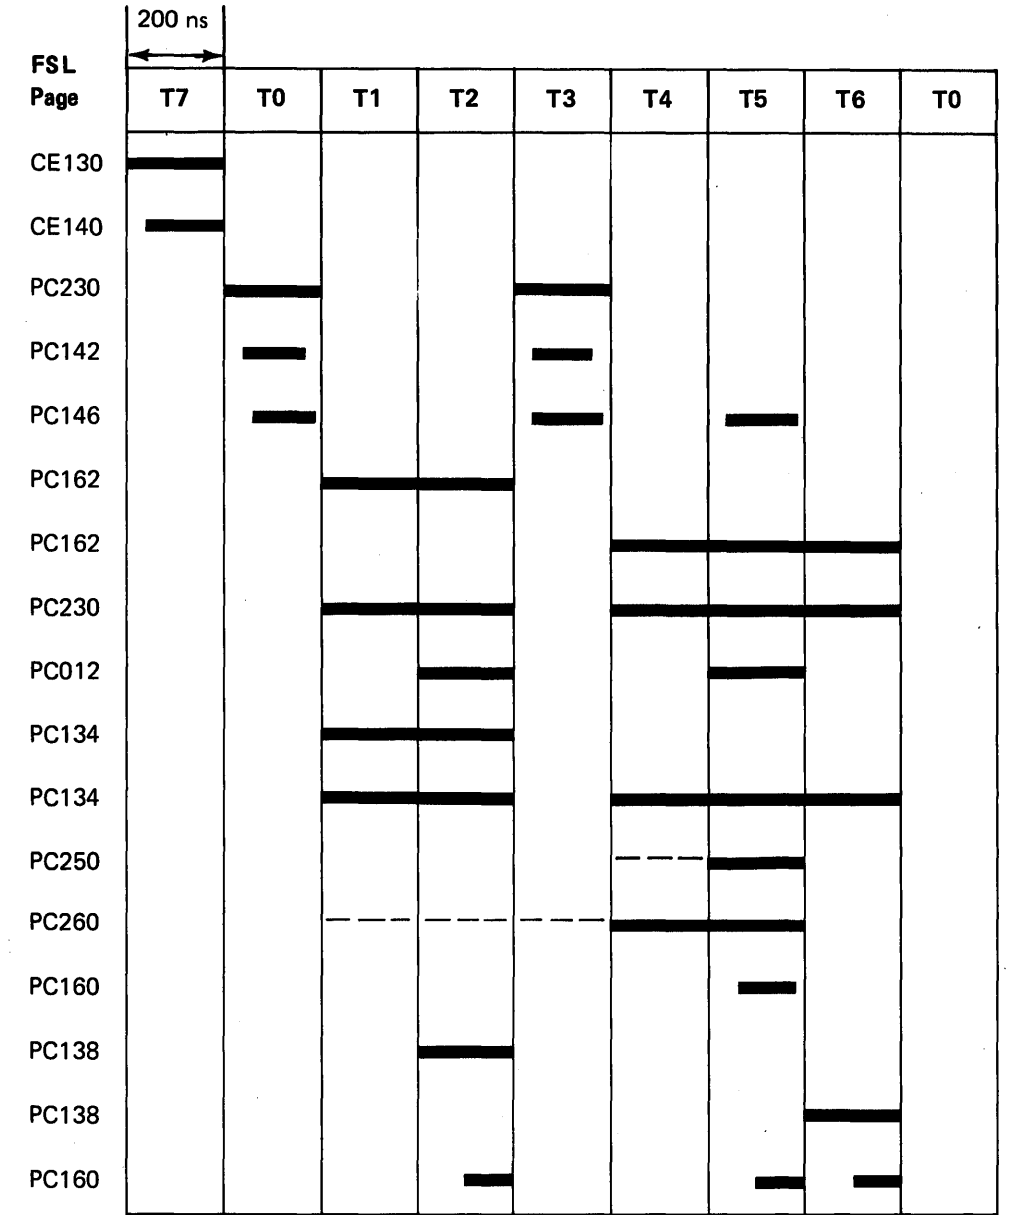 200 ns
FSL
Page T7 T0 T1 T2 T3 T4 T5 T6 T0
CE130
CE140
PC230
PC142
PC146
PC162
PC162
PC230
PC012
PC134
PC134
PC250
PC260
PC160
PC138
PC138
PC160